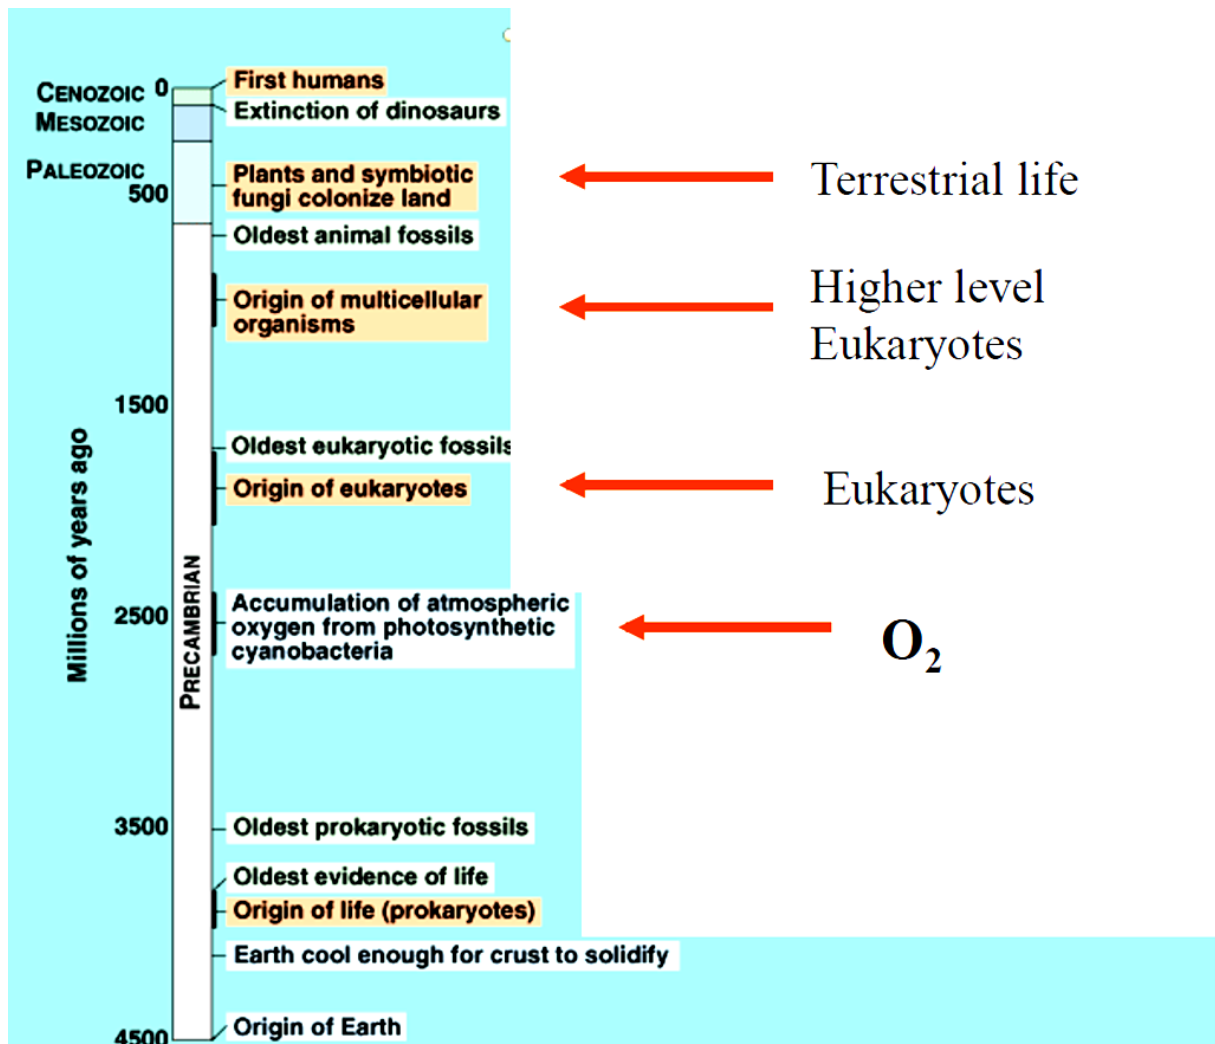 First humans
CENOZOIC 0
Extinction of dinosaurs
MESOZOIC
PALEOZOIC
500
Plants and symbiotic
fungi colonize land
Terrestrial life
Oldest animal fossils
Origin of multicellular
organisms
Higher level
Eukaryotes
1500
Oldest eukaryotic fossils
Origin of eukaryotes
Eukaryotes
Millions of years ago
PRECAMBRIAN
2500
Accumulation of atmospheric
oxygen from photosynthetic
cyanobacteria
O₂
3500
Oldest prokaryotic fossils
Oldest evidence of life
Origin of life (prokaryotes)
Earth cool enough for crust to solidify
Origin of Earth
4500